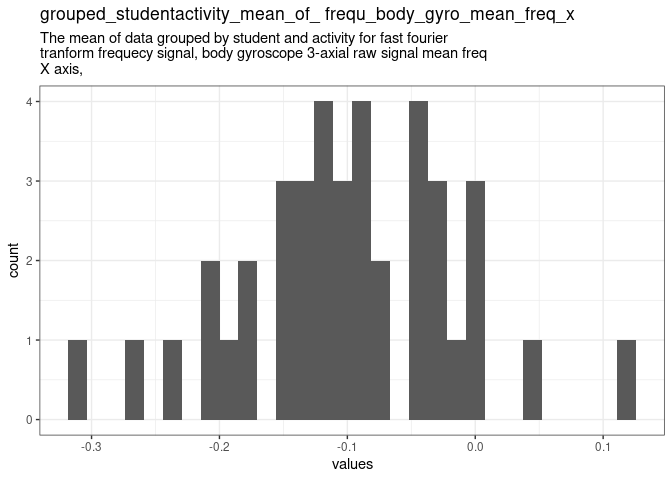 grouped_studentactivity_mean_of_ frequ_body_gyro_mean_freq_x
The mean of data grouped by student and activity for fast fourier
tranform frequecy signal, body gyroscope 3-axial raw signal mean freq
X axis,
4
3
2
1
0
count
-0.3
-0.2
-0.1
0.0
0.1
values